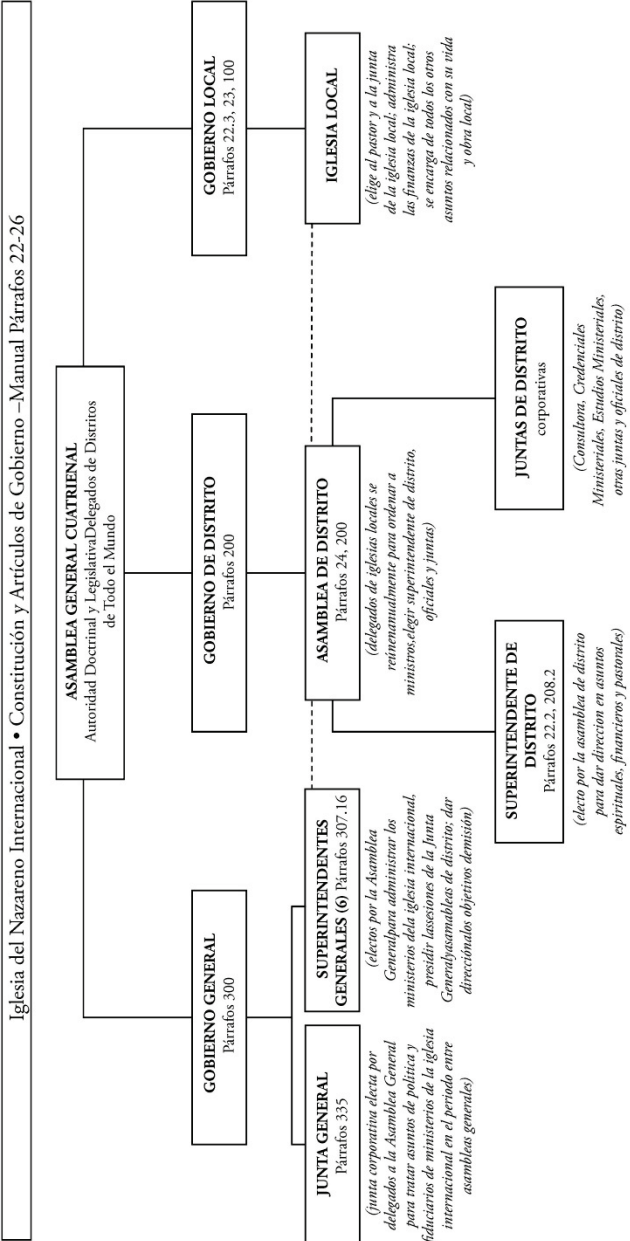 Iglesia del Nazareno Internacional • Constitución y Artículos de Gobierno –Manual Párrafos 22-26
ASAMBLEA GENERAL CUATRIENAL
Autoridad Doctrinal y LegislativaDelegados de Distritos
de Todo el Mundo
GOBIERNO GENERAL
Párrafos 300
GOBIERNO DE DISTRITO
Párrafos 200
GOBIERNO LOCAL
Párrafos 22.3, 23, 100
JUNTA GENERAL
Párrafos 335
(junta corporativa electa por
delegados a la Asamblea General
para tratar asuntos de política y
fiduciarios de ministerios de la iglesia
internacional en el periodo entre
asambleas generales)
SUPERINTENDENTES
GENERALES (6) Párrafos 307.16
(electos por la Asamblea
Generalpara administrar los
ministerios dela iglesia internacional,
presidir lassesiones de la Junta
Generalyasamableas de distrito; dar
direcciónalos objetivos demisión)
ASAMBLEA DE DISTRITO
Párrafos 24, 200
(delegados de iglesias locales se
reúnenanualmente para ordenar a
ministros,elegir superintendente de distrito,
oficiales y juntas)
IGLESIA LOCAL
(elige al pastor y a la junta
de la iglesia local; administra
las finanzas de la iglesia local;
se encarga de todos los otros
asuntos relacionados con su vida
y obra local)
SUPERINTENDENTE DE
DISTRITO
Párrafos 22.2, 208.2
(electo por la asamblea de distrito
para dar direccion en asuntos
espirituales, financieros y pastorales)
JUNTAS DE DISTRITO
corporativas
(Consultora, Credenciales
Ministeriales, Estudios Ministeriales,
otras juntas y oficiales de distrito)